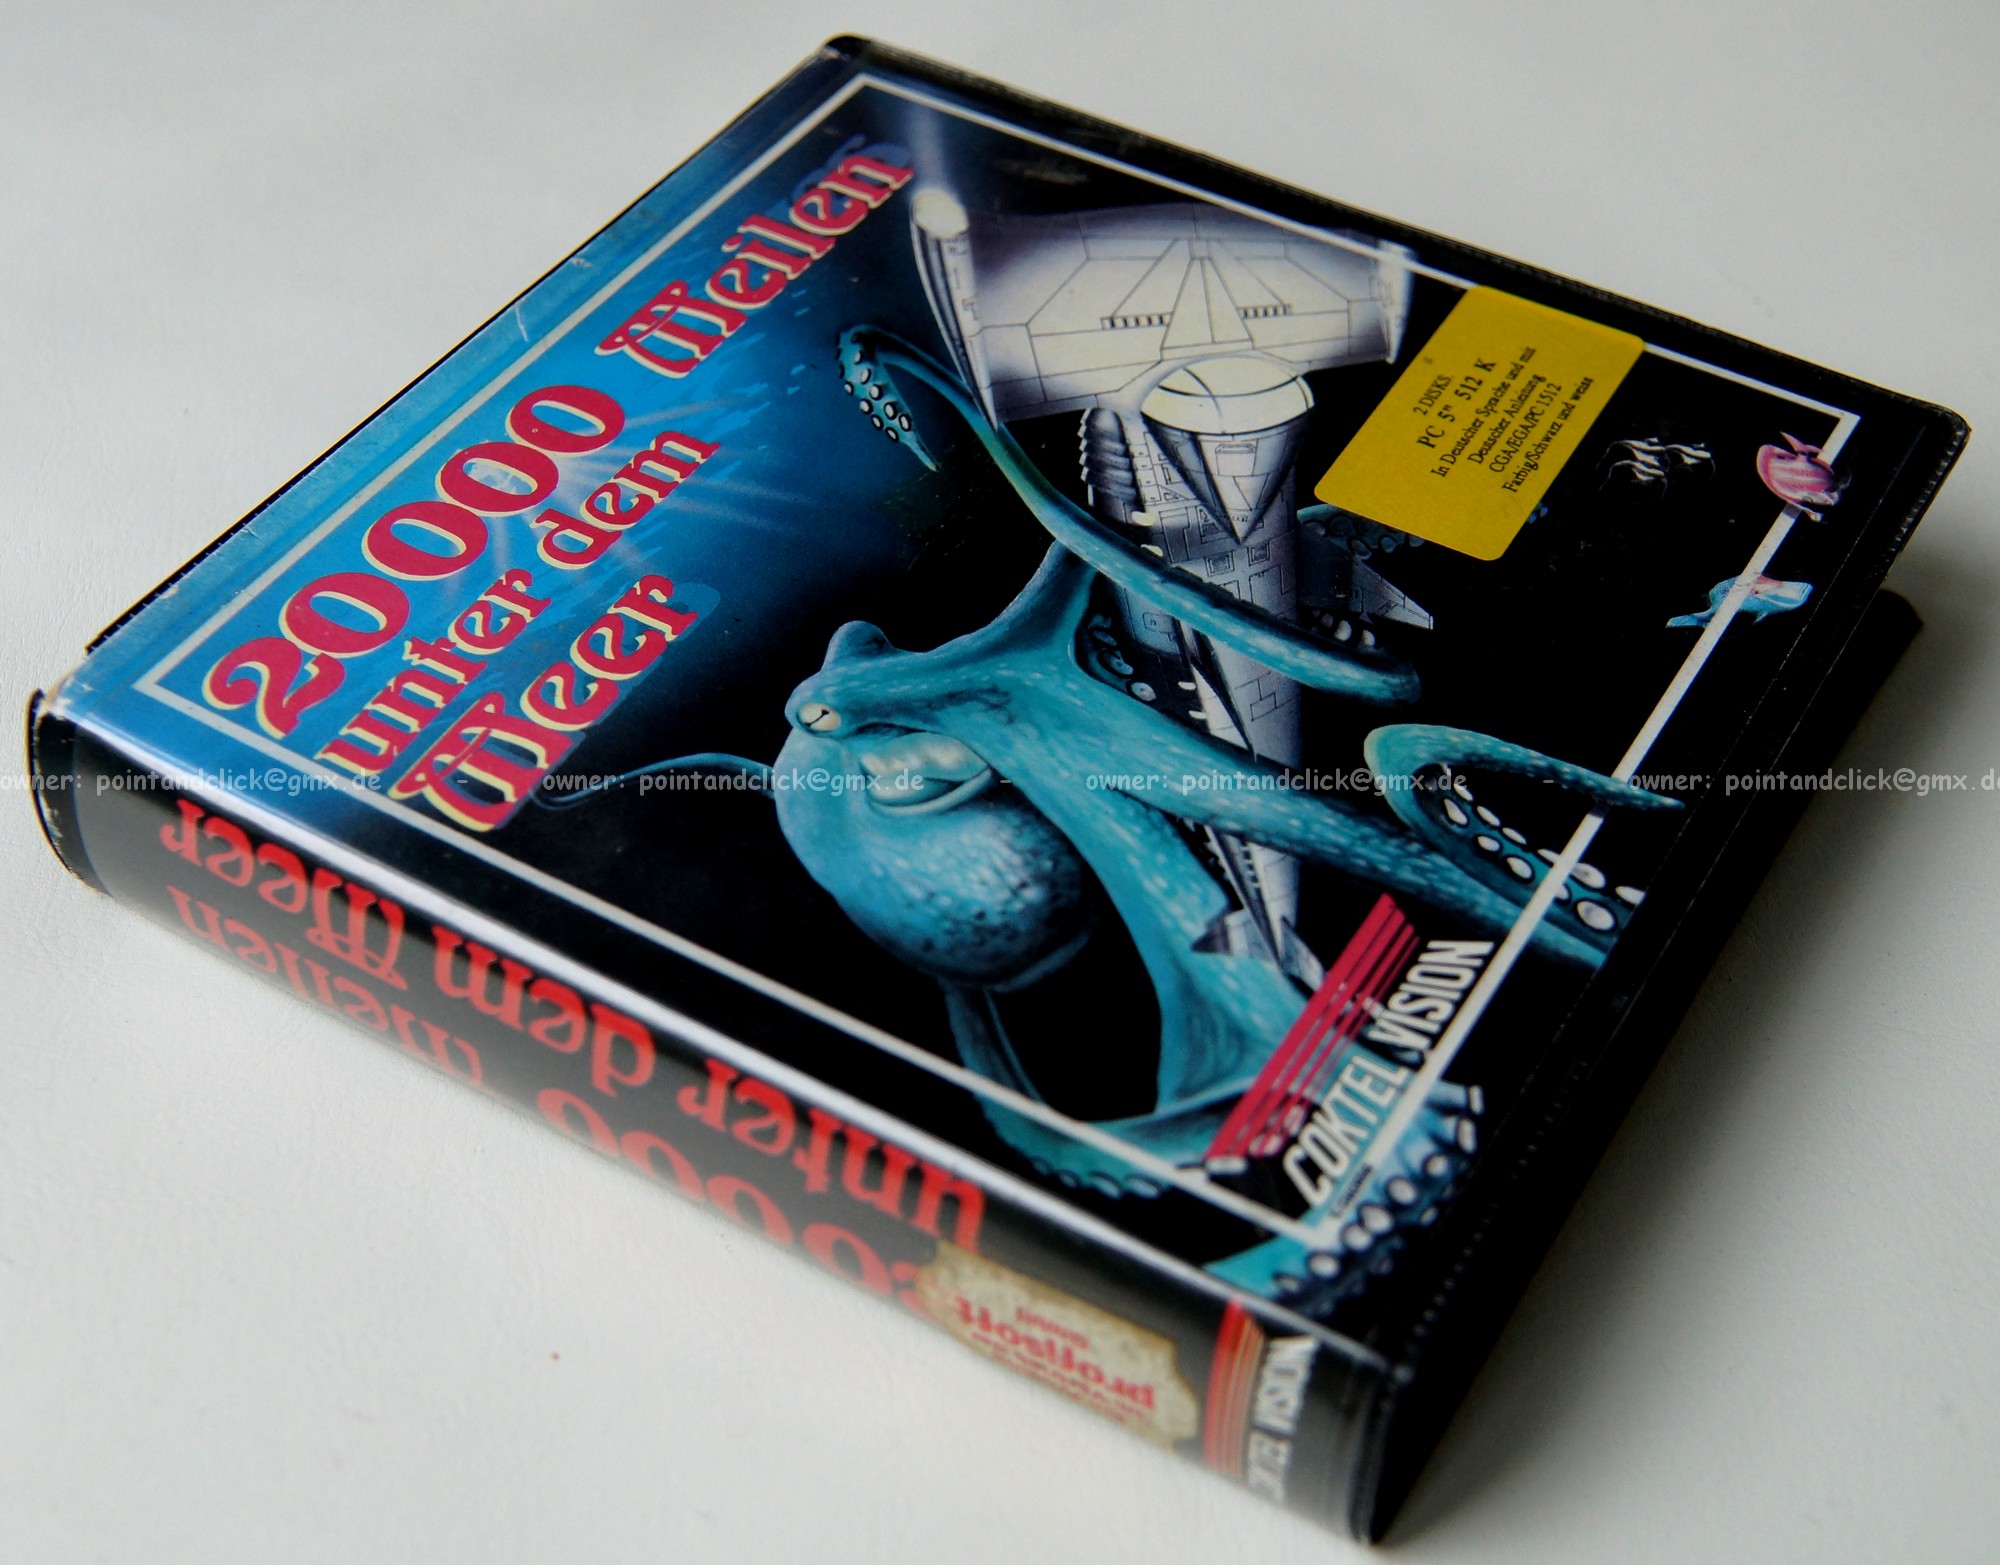 20000 Meilen
unter dem
Meer
2 DISKS.
PC 5" 512 K
In Deutscher Sprache und mit
Deutscher Anleitung
CGA/EGA/PC 1512
Farbig/Schwarz und weiss
COKTEL VISION
owner: pointandclick@gmx.de - owner: pointandclick@gmx.de - owner: pointandclick@gmx.de - owner: pointandclick@gmx.de
20000 Meilen
unter dem Meer
profisoft
GMBH
COKTEL VISION